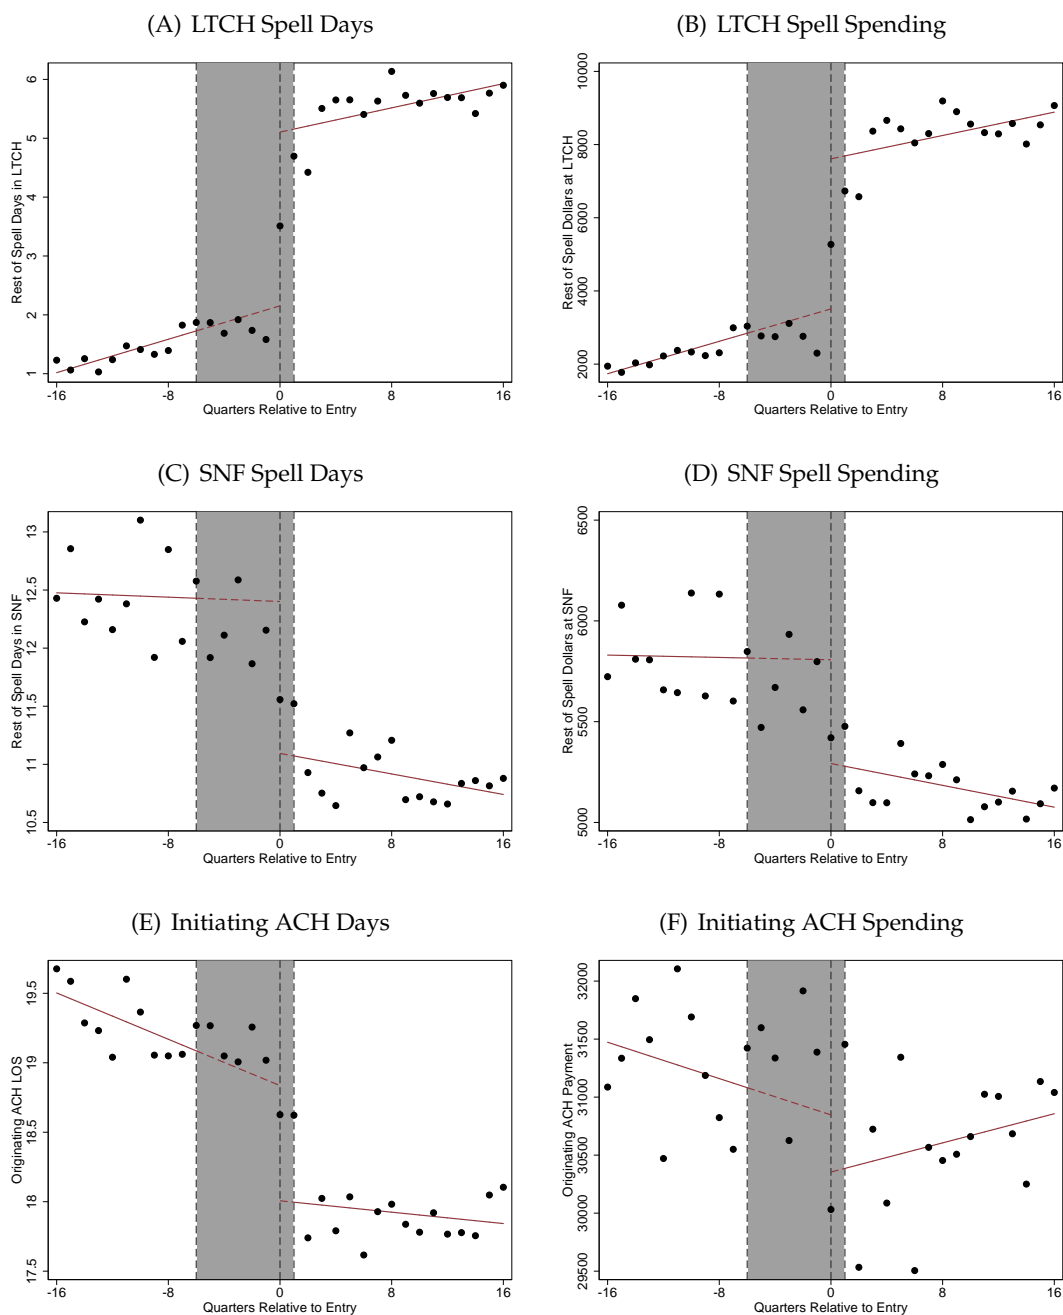 (A) LTCH Spell Days
Rest of Spell Days in LTCH
6
5
4
3
2
1
-16 -8 0 8 16
Quarters Relative to Entry
(B) LTCH Spell Spending
Rest of Spell Dollars at LTCH
10000
8000
6000
4000
2000
-16 -8 0 8 16
Quarters Relative to Entry
(C) SNF Spell Days
Rest of Spell Days in SNF
13
12.5
12
11.5
11
10.5
-16 -8 0 8 16
Quarters Relative to Entry
(D) SNF Spell Spending
Rest of Spell Dollars at SNF
6500
6000
5500
5000
-16 -8 0 8 16
Quarters Relative to Entry
(E) Initiating ACH Days
Originating ACH LOS
19.5
19
18.5
18
17.5
-16 -8 0 8 16
Quarters Relative to Entry
(F) Initiating ACH Spending
Originating ACH Payment
32000
31500
31000
30500
30000
29500
-16 -8 0 8 16
Quarters Relative to Entry